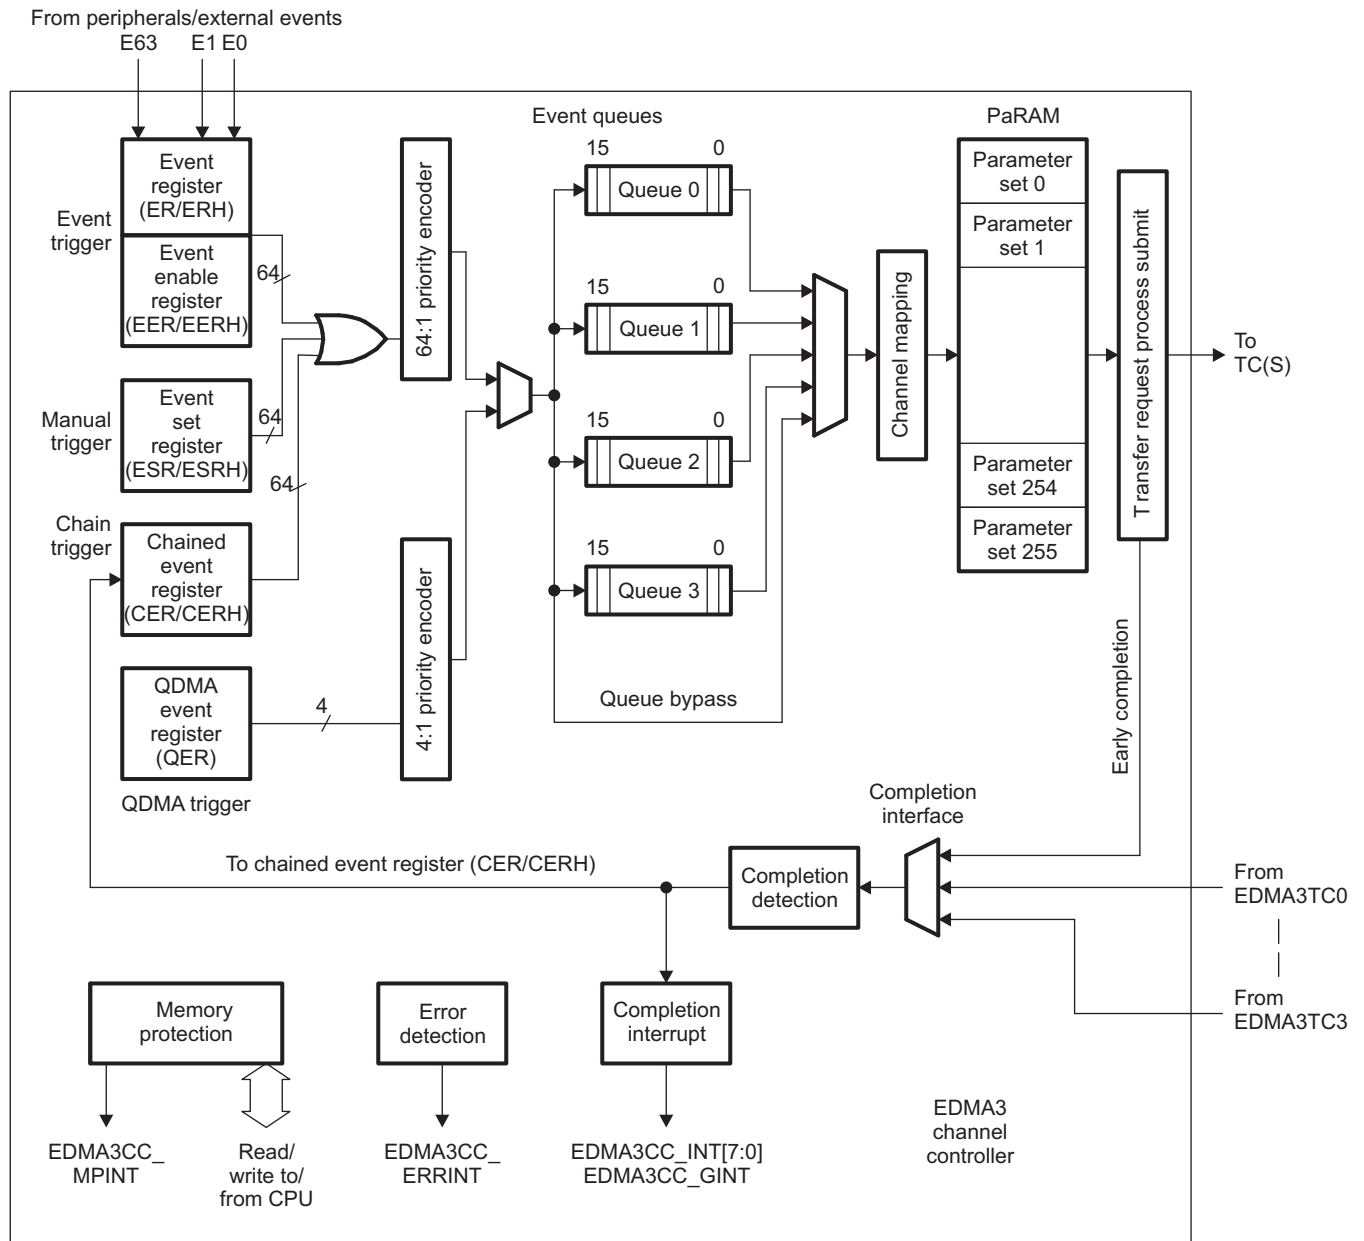 From peripherals/external events
E63
E1 E0
Event queues
PaRAM
Event
register
(ER/ERH)
Event
trigger
Event
enable
register
(EER/EERH)
64
Manual
trigger
Event
set
register
(ESR/ESRH)
64
64
Chain
trigger
Chained
event
register
(CER/CERH)
QDMA
event
register
(QER)
4
QDMA trigger
64:1 priority encoder
4:1 priority encoder
15
0
Queue 0
15
0
Queue 1
15
0
Queue 2
15
0
Queue 3
Queue bypass
Channel mapping
Parameter
set 0
Parameter
set 1
Parameter
set 254
Parameter
set 255
Transfer request process submit
To
TC(S)
Early completion
Completion
interface
To chained event register (CER/CERH)
Completion
detection
From
EDMA3TC0
From
EDMA3TC3
Memory
protection
Error
detection
Completion
interrupt
EDMA3CC_
MPINT
Read/
write to/
from CPU
EDMA3CC_
ERRINT
EDMA3CC_INT[7:0]
EDMA3CC_GINT
EDMA3
channel
controller